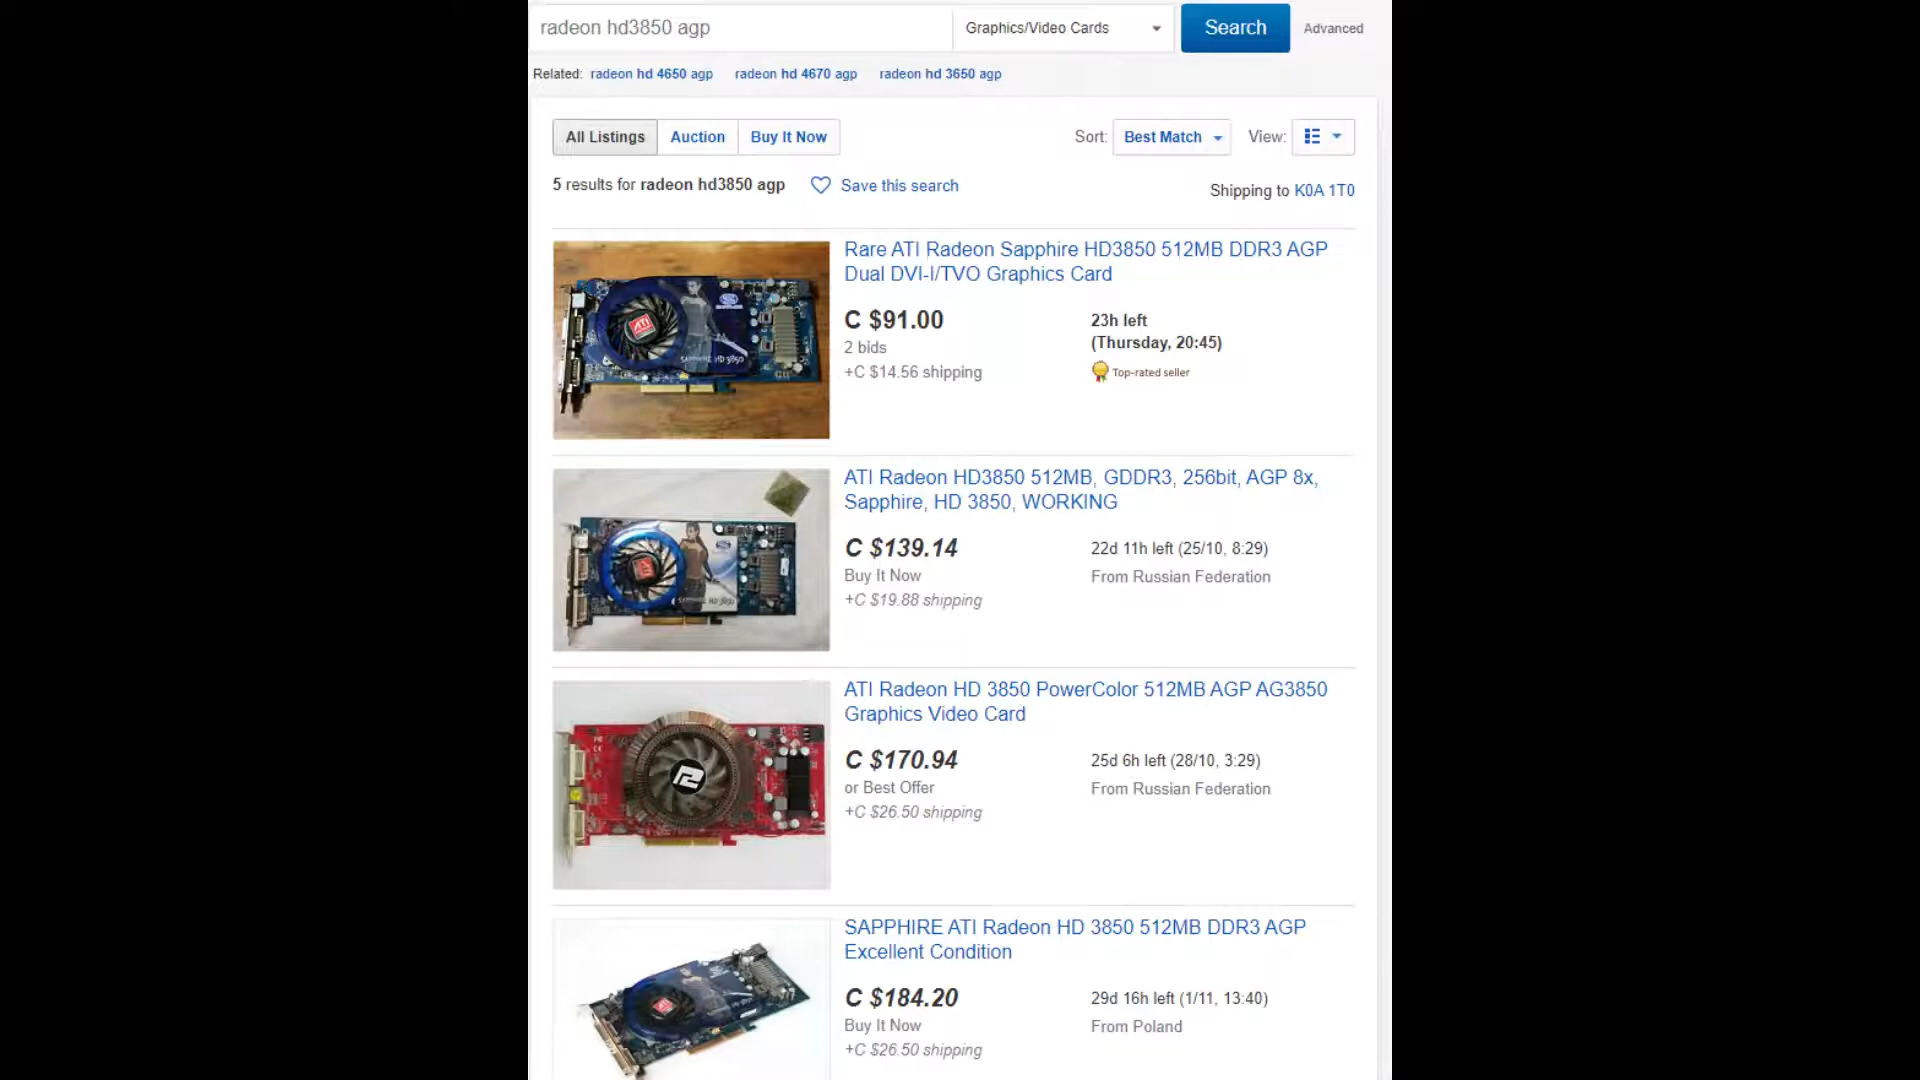 radeon hd3850 agp
Graphics/Video Cards
Search
Advanced
Related: radeon hd 4650 agp radeon hd 4670 agp radeon hd 3650 agp
All Listings Auction Buy It Now
Sort: Best Match View:
5 results for radeon hd3850 agp Save this search
Shipping to K0A 1T0
Rare ATI Radeon Sapphire HD3850 512MB DDR3 AGP
Dual DVI-I/TVO Graphics Card
C $91.00
2 bids
+C $14.56 shipping
23h left
(Thursday, 20:45)
Top-rated seller
ATI
SAPPHIRE HD 3850
ATI Radeon HD3850 512MB, GDDR3, 256bit, AGP 8x,
Sapphire, HD 3850, WORKING
C $139.14
Buy It Now
+C $19.88 shipping
22d 11h left (25/10, 8:29)
From Russian Federation
SAPPHIRE HD 3850
ATI Radeon HD 3850 PowerColor 512MB AGP AG3850
Graphics Video Card
C $170.94
or Best Offer
+C $26.50 shipping
25d 6h left (28/10, 3:29)
From Russian Federation
SAPPHIRE ATI Radeon HD 3850 512MB DDR3 AGP
Excellent Condition
C $184.20
Buy It Now
+C $26.50 shipping
29d 16h left (1/11, 13:40)
From Poland
ATI